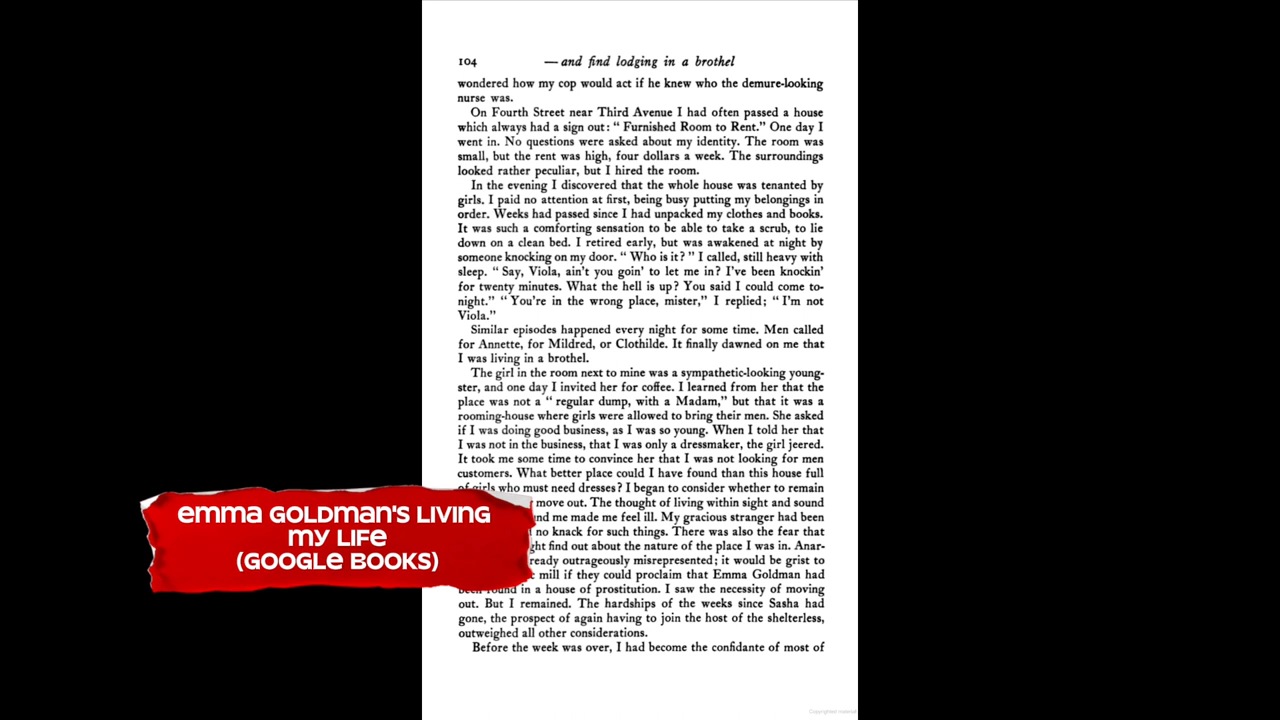 104 — and find lodging in a brothel
wondered how my cop would act if he knew who the demure-looking
nurse was.
On Fourth Street near Third Avenue I had often passed a house
which always had a sign out: “ Furnished Room to Rent.” One day I
went in. No questions were asked about my identity. The room was
small, but the rent was high, four dollars a week. The surroundings
looked rather peculiar, but I hired the room.
In the evening I discovered that the whole house was tenanted by
girls. I paid no attention at first, being busy putting my belongings in
order. Weeks had passed since I had unpacked my clothes and books.
It was such a comforting sensation to be able to take a scrub, to lie
down on a clean bed. I retired early, but was awakened at night by
someone knocking on my door. “ Who is it? ” I called, still heavy with
sleep. “ Say, Viola, ain’t you goin’ to let me in? I’ve been knockin’
for twenty minutes. What the hell is up? You said I could come to-
night.” “ You’re in the wrong place, mister,” I replied; “ I’m not
Viola.”
Similar episodes happened every night for some time. Men called
for Annette, for Mildred, or Clothilde. It finally dawned on me that
I was living in a brothel.
The girl in the room next to mine was a sympathetic-looking young-
ster, and one day I invited her for coffee. I learned from her that the
place was not a “ regular dump, with a Madam,” but that it was a
rooming-house where girls were allowed to bring their men. She asked
if I was doing good business, as I was so young. When I told her that
I was not in the business, that I was only a dressmaker, the girl jeered.
It took me some time to convince her that I was not looking for men
customers. What better place could I have found than this house full
of girls who must need dresses? I began to consider whether to remain
move out. The thought of living within sight and sound
nd me made me feel ill. My gracious stranger had been
no knack for such things. There was also the fear that
ght find out about the nature of the place I was in. Anar-
ready outrageously misrepresented; it would be grist to
mill if they could proclaim that Emma Goldman had
been found in a house of prostitution. I saw the necessity of moving
out. But I remained. The hardships of the weeks since Sasha had
gone, the prospect of again having to join the host of the shelterless,
outweighed all other considerations.
Before the week was over, I had become the confidante of most of
emma GOLDMAN'S LIVING
my LIFe
(GOOGLe BOOKS)
Copyrighted material